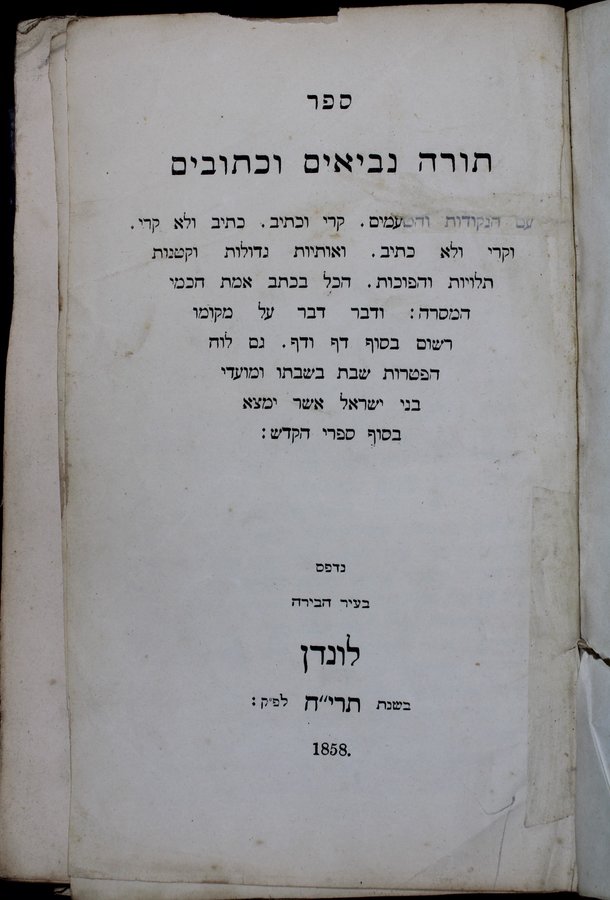 ספר
תורה נביאים וכתובים
עם הנקודות והטעמים. קרי וכתיב. כתיב ולא קרי.
וקרי ולא כתיב. ואותיות גדולות וקטנות
תלויות והפוכות. הכל בכתב אמת חכמי
המסרה: ודבר דבר על מקומו
רשום בסוף דף ודף. גם לוח
הפטרות שבת בשבתו ומועדי
בני ישראל אשר ימצא
בסוף ספרי הקדש:
נדפס
בעיר הבירה
לונדן
בשנת תרי״ח לפ״ק:
1858.